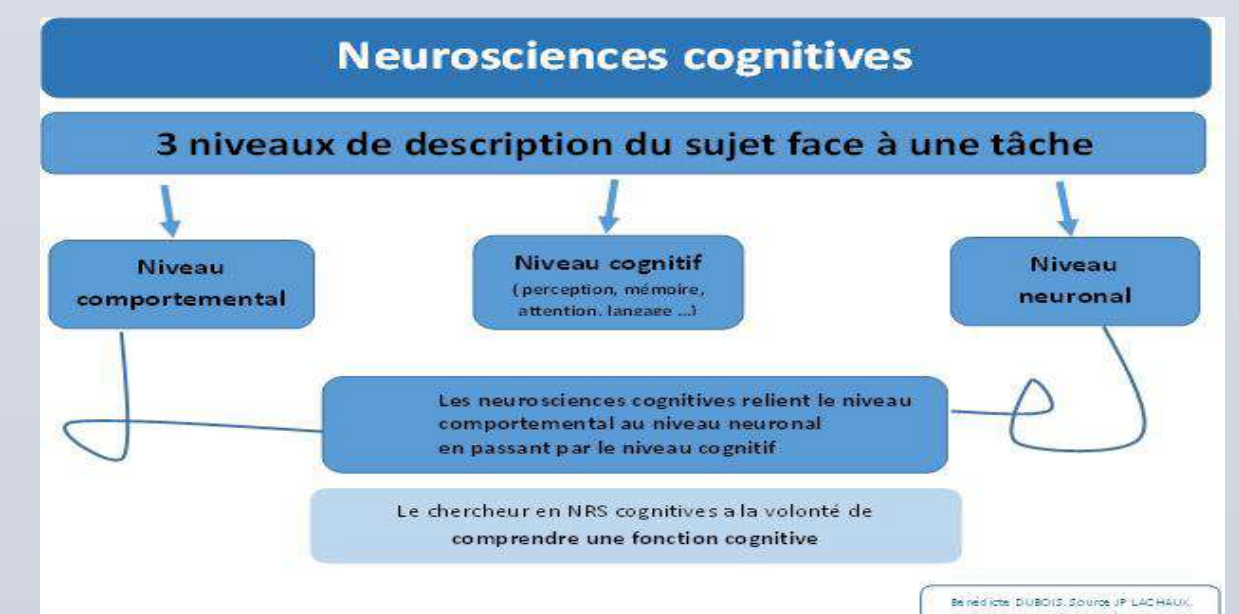 Neurosciences cognitives
3 niveaux de description du sujet face à une tâche
Niveau
comportemental
Niveau cognitif
(perception, mémoire,
attention, langage ...)
Niveau
neuronal
Les neurosciences cognitives relient le niveau
comportemental au niveau neuronal
en passant par le niveau cognitif
Le chercheur en NRS cognitives a la volonté de
comprendre une fonction cognitive
Bénédicte DUBOIS. Source JP LACHAUX,